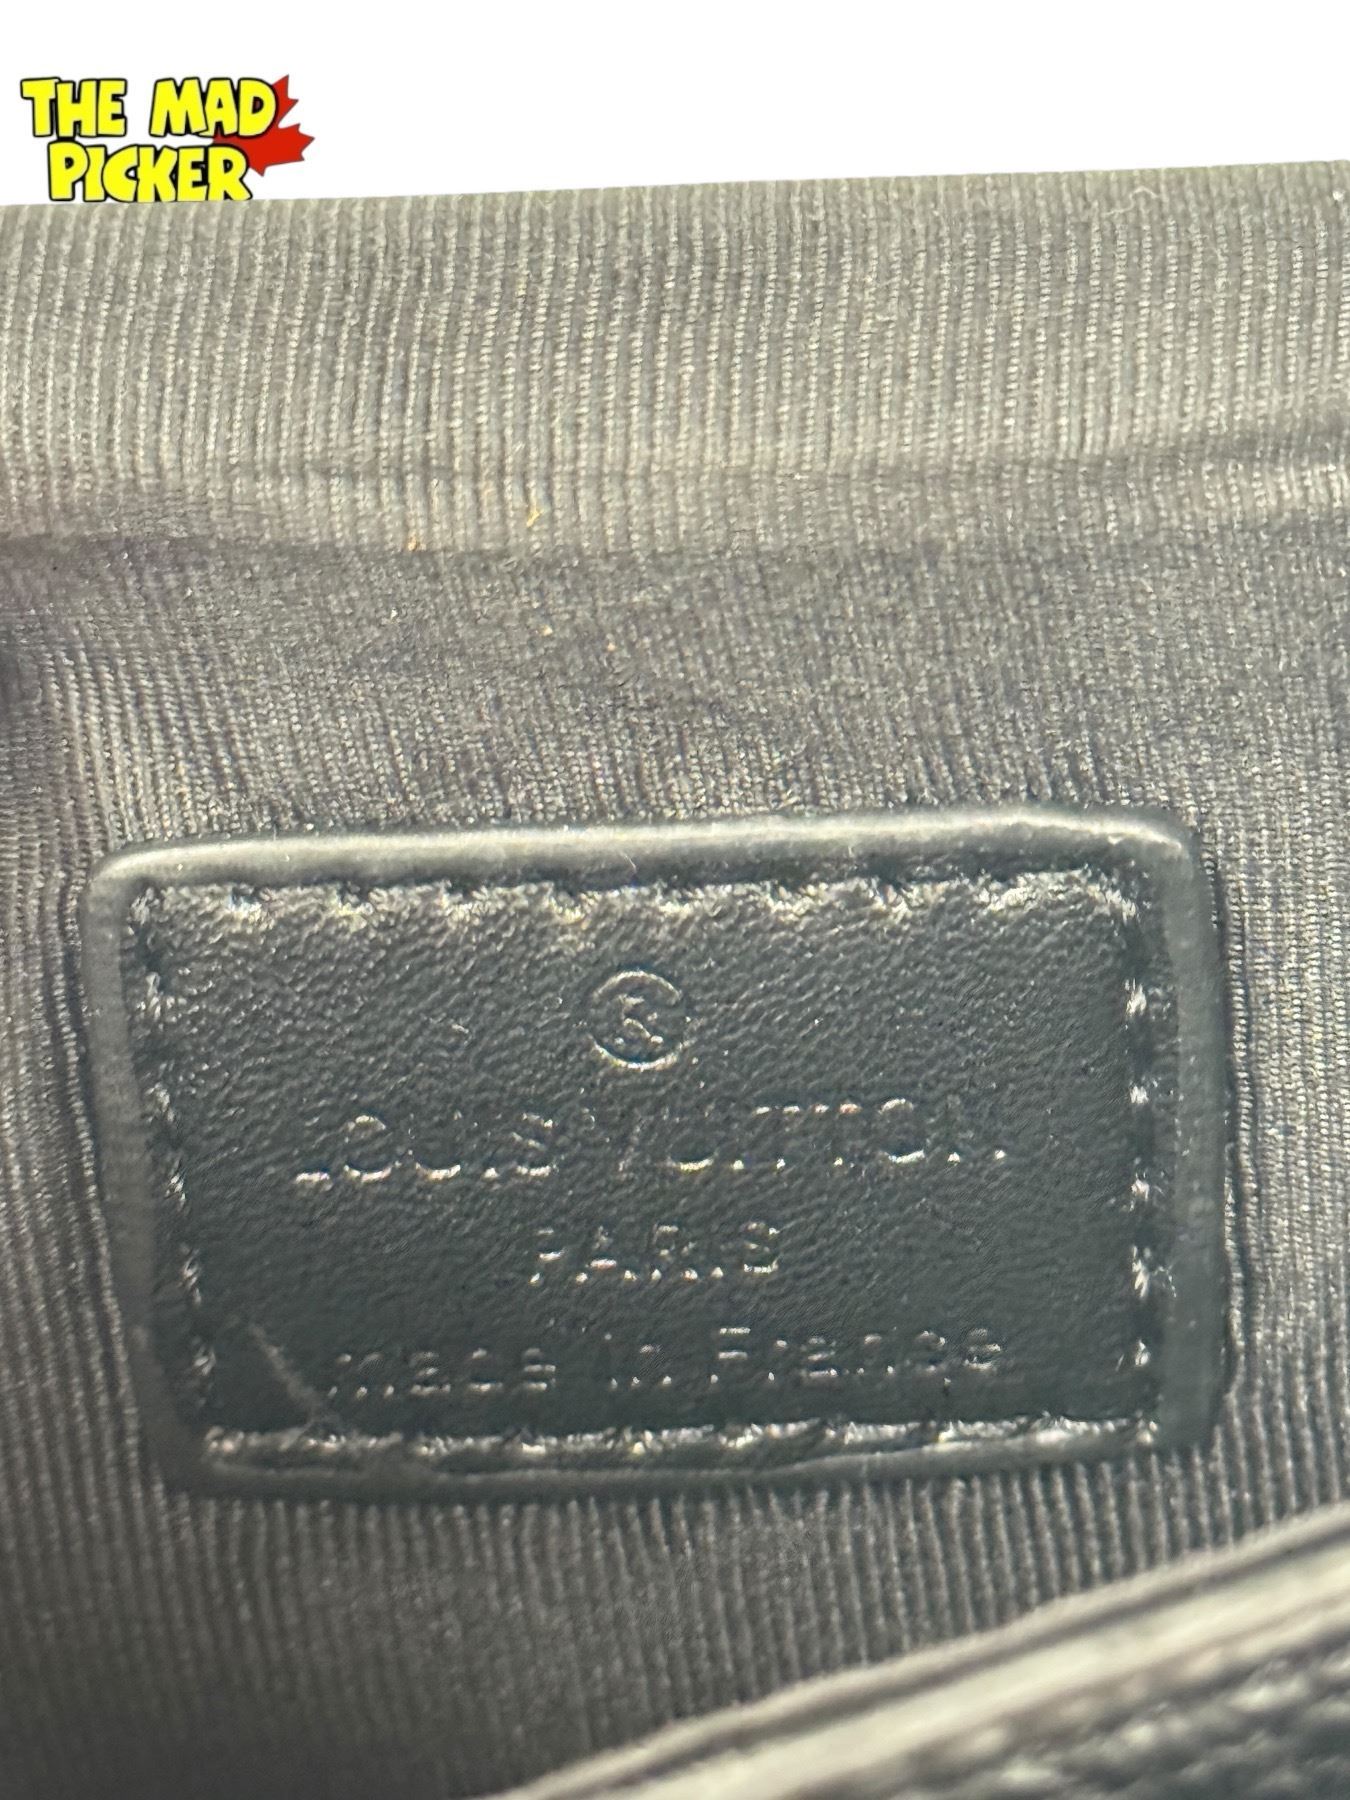 THE MAD
PICKER
LOUIS VUITTON
PARIS
made in France